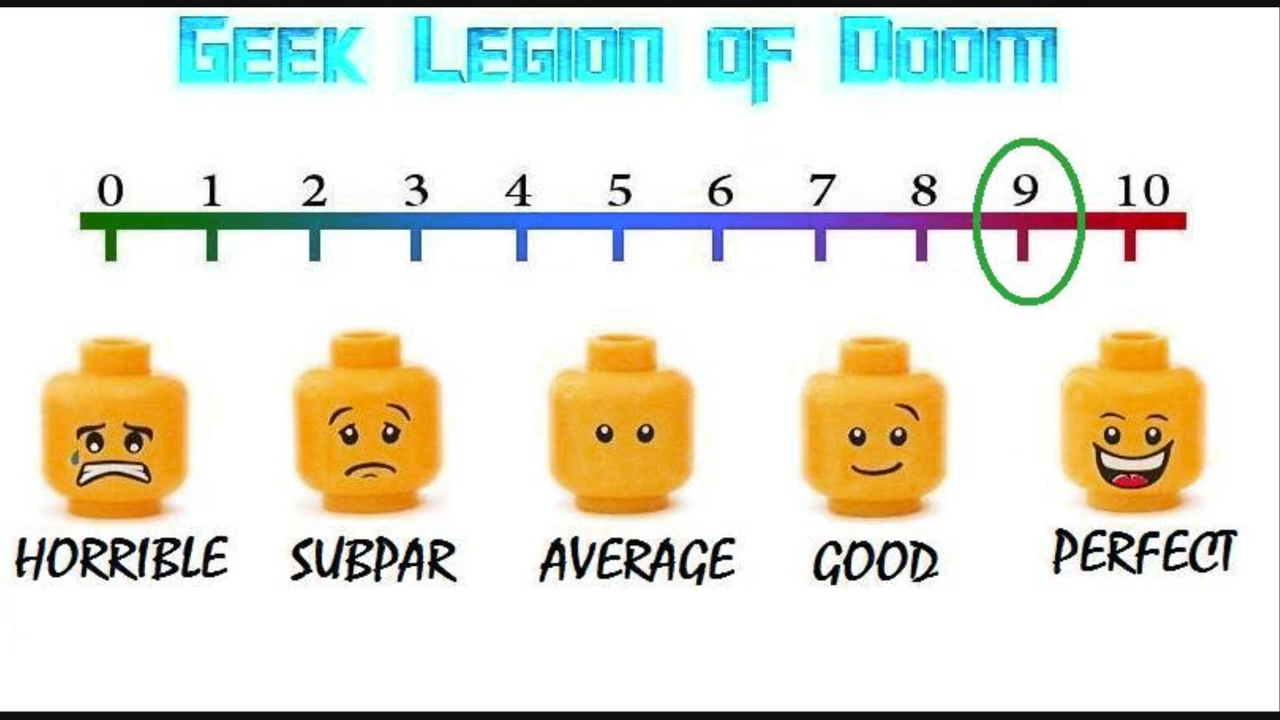 GEEK LEGION OF DOOM
0 1 2 3 4 5 6 7 8 9 10
HORRIBLE SUBPAR AVERAGE GOOD PERFECT